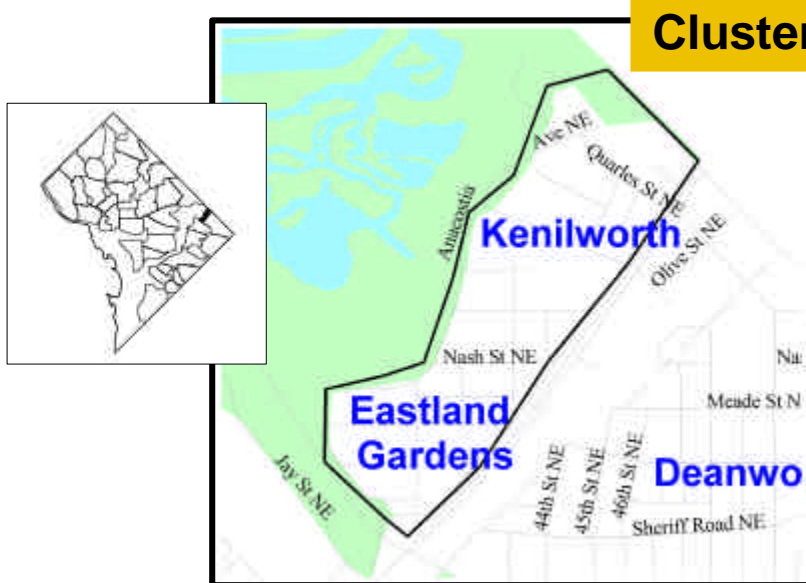 Cluster
Ave NE
Quarles St NE
Anacostia
Kenilworth
Olive St NE
Nash St NE
Na
Meade St N
Eastland
Gardens
Jay St NE
44th St NE
45th St NE
46th St NE
Deanwo
Sheriff Road NE